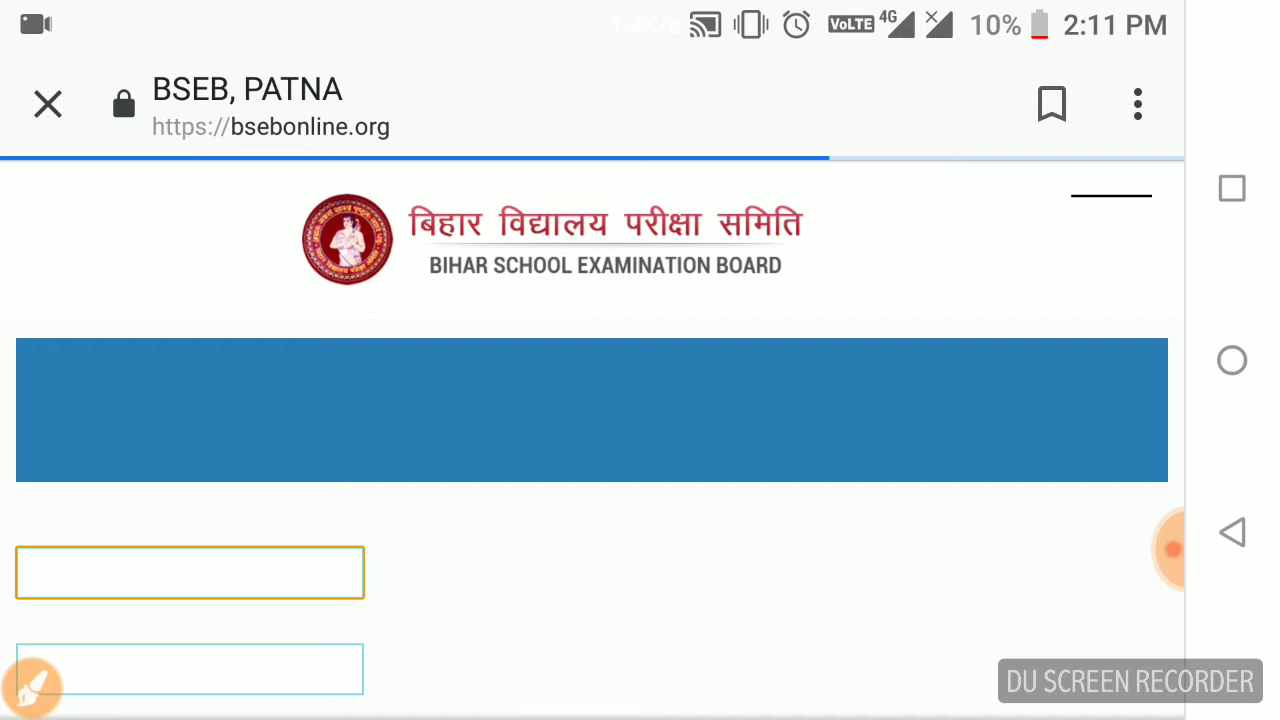 VoLTE 4G 10% 2:11 PM
BSEB, PATNA
https://bsebonline.org
बिहार विद्यालय परीक्षा समिति
BIHAR SCHOOL EXAMINATION BOARD
DU SCREEN RECORDER